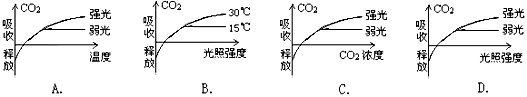 CO2
吸收
释放
强光
弱光
温度
A.
CO2
吸收
释放
30℃
15℃
光照强度
B.
CO2
吸收
释放
强光
弱光
CO2浓度
C.
CO2
吸收
释放
强光
弱光
光照强度
D.